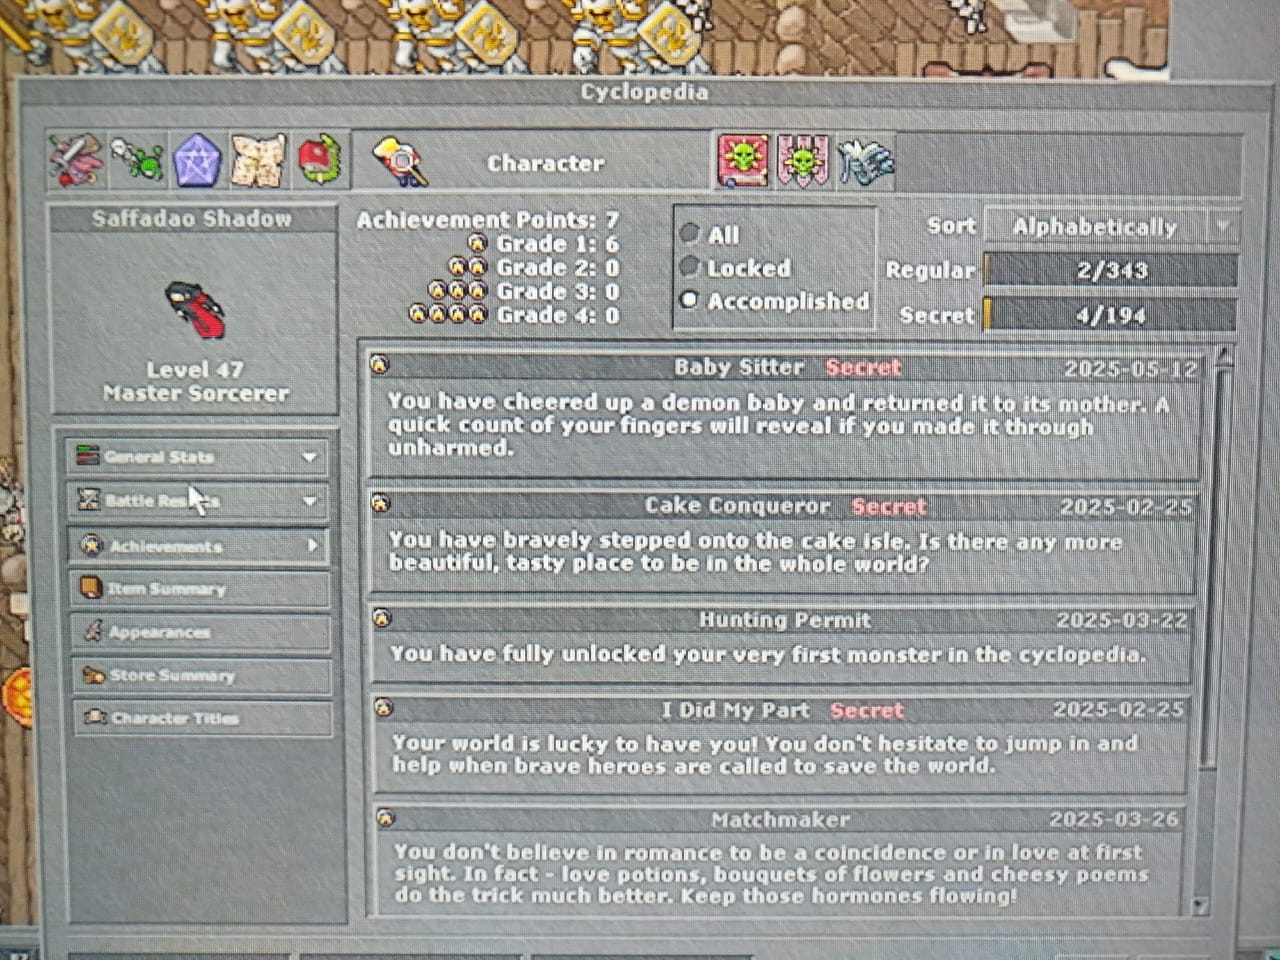 Cyclopedia
Character
Saffadao Shadow
Level 47
Master Sorcerer
General Stats
Battle Results
Achievements
Item Summary
Appearances
Store Summary
Character Titles
Achievement Points: 7
Grade 1: 6
Grade 2: 0
Grade 3: 0
Grade 4: 0
All
Locked
Accomplished
Sort Alphabetically
Regular 2/343
Secret 4/194
Baby Sitter Secret 2025-05-12
You have cheered up a demon baby and returned it to its mother. A
quick count of your fingers will reveal if you made it through
unharmed.
Cake Conqueror Secret 2025-02-25
You have bravely stepped onto the cake isle. Is there any more
beautiful, tasty place to be in the whole world?
Hunting Permit 2025-03-22
You have fully unlocked your very first monster in the cyclopedia.
I Did My Part Secret 2025-02-25
Your world is lucky to have you! You don't hesitate to jump in and
help when brave heroes are called to save the world.
Matchmaker 2025-03-26
You don't believe in romance to be a coincidence or in love at first
sight. In fact - love potions, bouquets of flowers and cheesy poems
do the trick much better. Keep those hormones flowing!